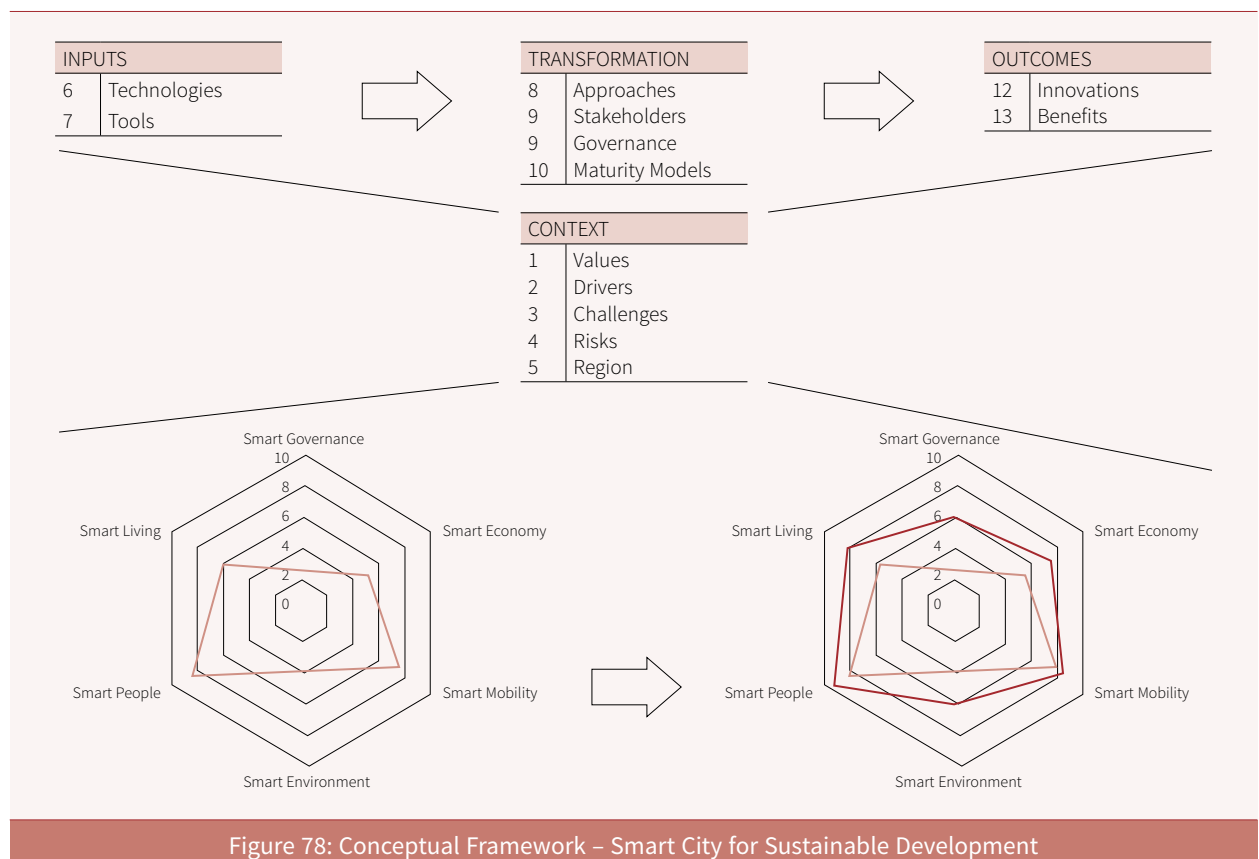 INPUTS
6 Technologies
7 Tools
TRANSFORMATION
8 Approaches
9 Stakeholders
9 Governance
10 Maturity Models
OUTCOMES
12 Innovations
13 Benefits
CONTEXT
1 Values
2 Drivers
3 Challenges
4 Risks
5 Region
Smart Governance
10
8
6
4
2
0
Smart Living
Smart Economy
Smart People
Smart Mobility
Smart Environment
Smart Governance
10
8
6
4
2
0
Smart Living
Smart Economy
Smart People
Smart Mobility
Smart Environment
Figure 78: Conceptual Framework – Smart City for Sustainable Development